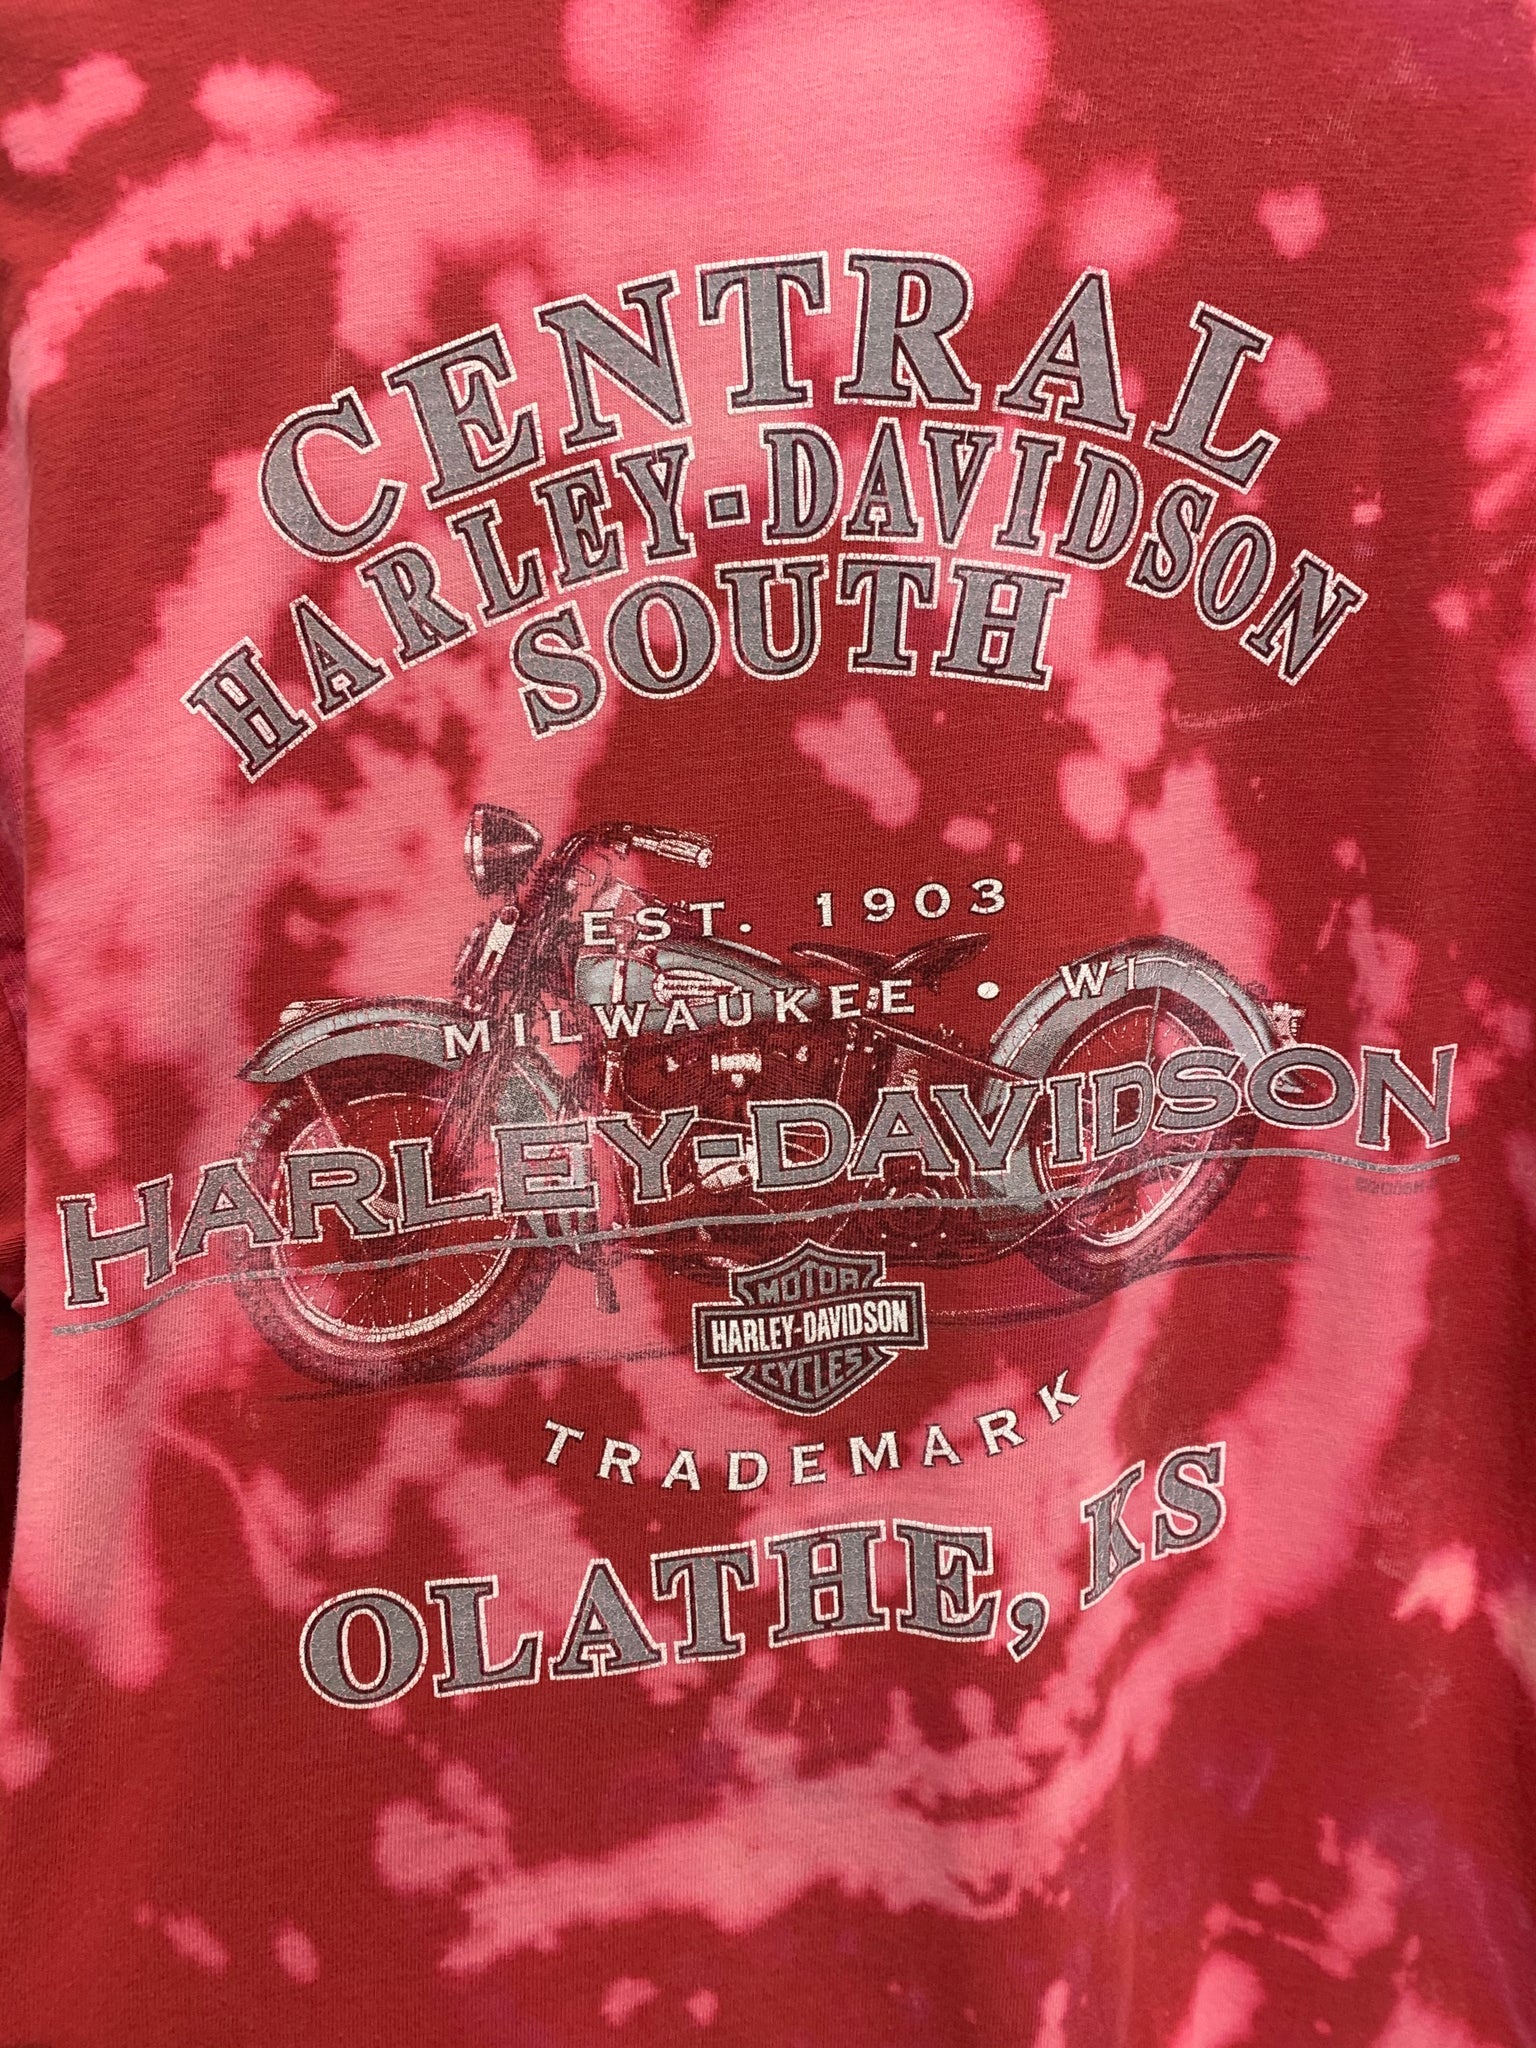 CENTRAL
HARLEY-DAVIDSON
SOUTH
EST. 1903
MILWAUKEE • WI
HARLEY-DAVIDSON
MOTOR
HARLEY-DAVIDSON
CYCLES
TRADEMARK
OLATHE, KS